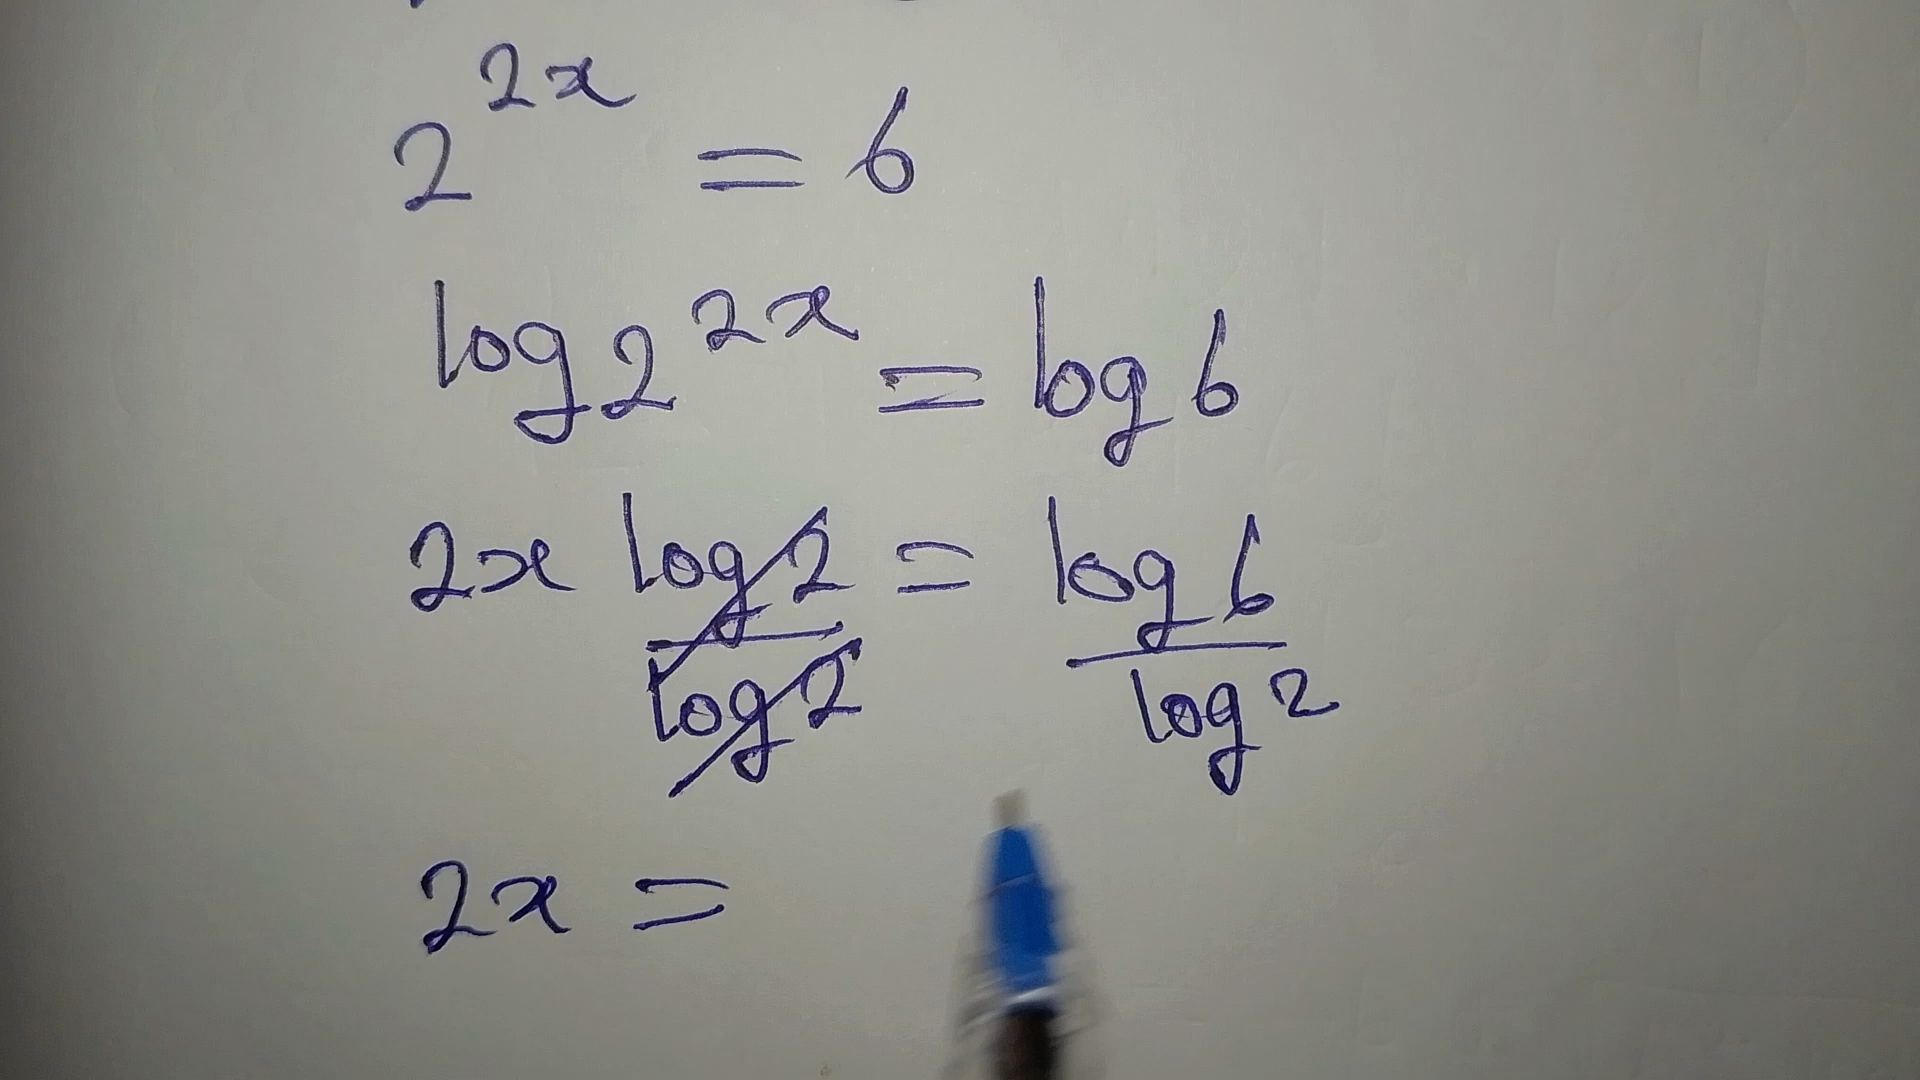 2^{2x} = 6
log 2^{2x} = log 6
2x log 2 / log 2 = log 6 / log 2
2x =